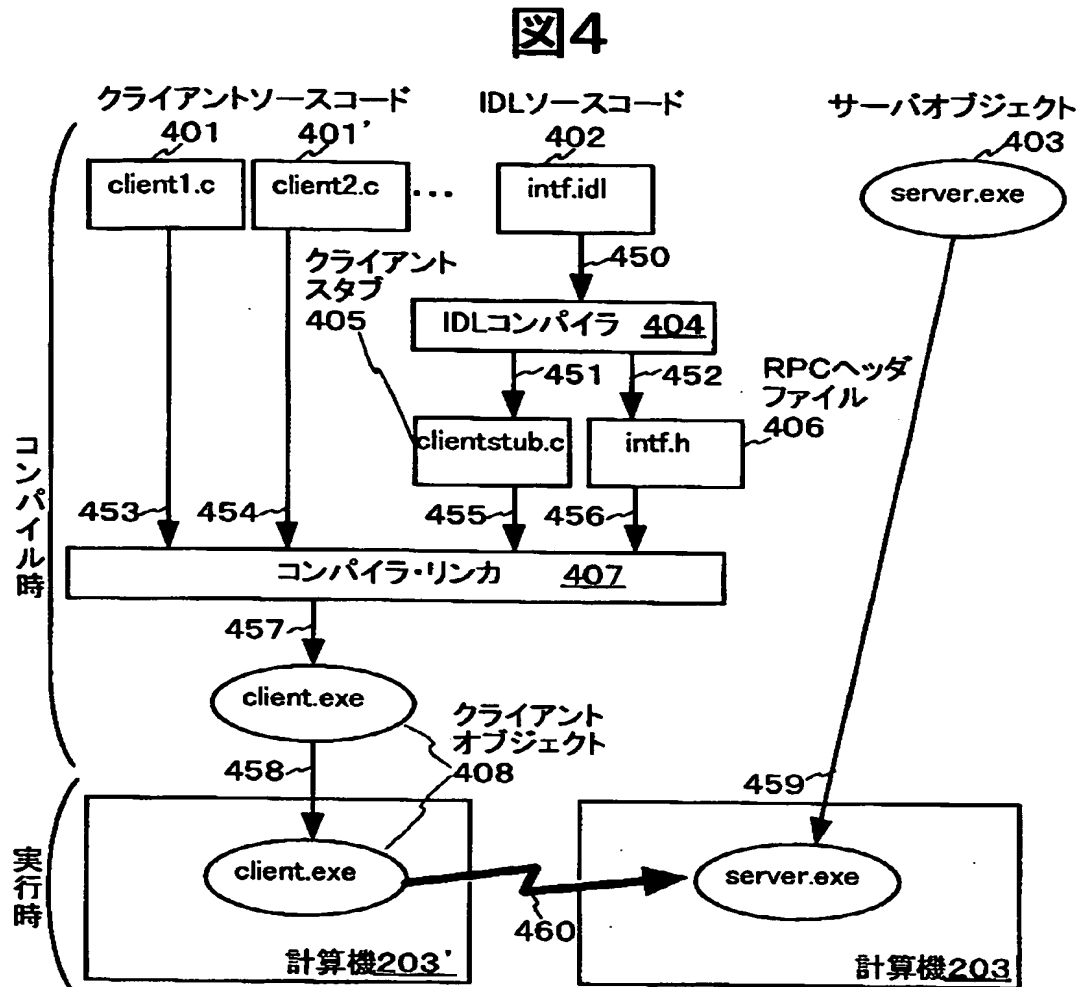 図4
クライアントソースコード
IDLソースコード
サーバオブジェクト
401
401'
402
403
client1.c
client2.c
...
intf.idl
server.exe
450
クライアント
スタブ
405
IDLコンパイラ 404
451
452
RPCヘッダ
ファイル
406
clientstub.c
intf.h
453
454
455
456
コンパイラ・リンカ 407
コンパイル時
457
client.exe
クライアント
オブジェクト
408
458
459
実行時
client.exe
server.exe
460
計算機203'
計算機203